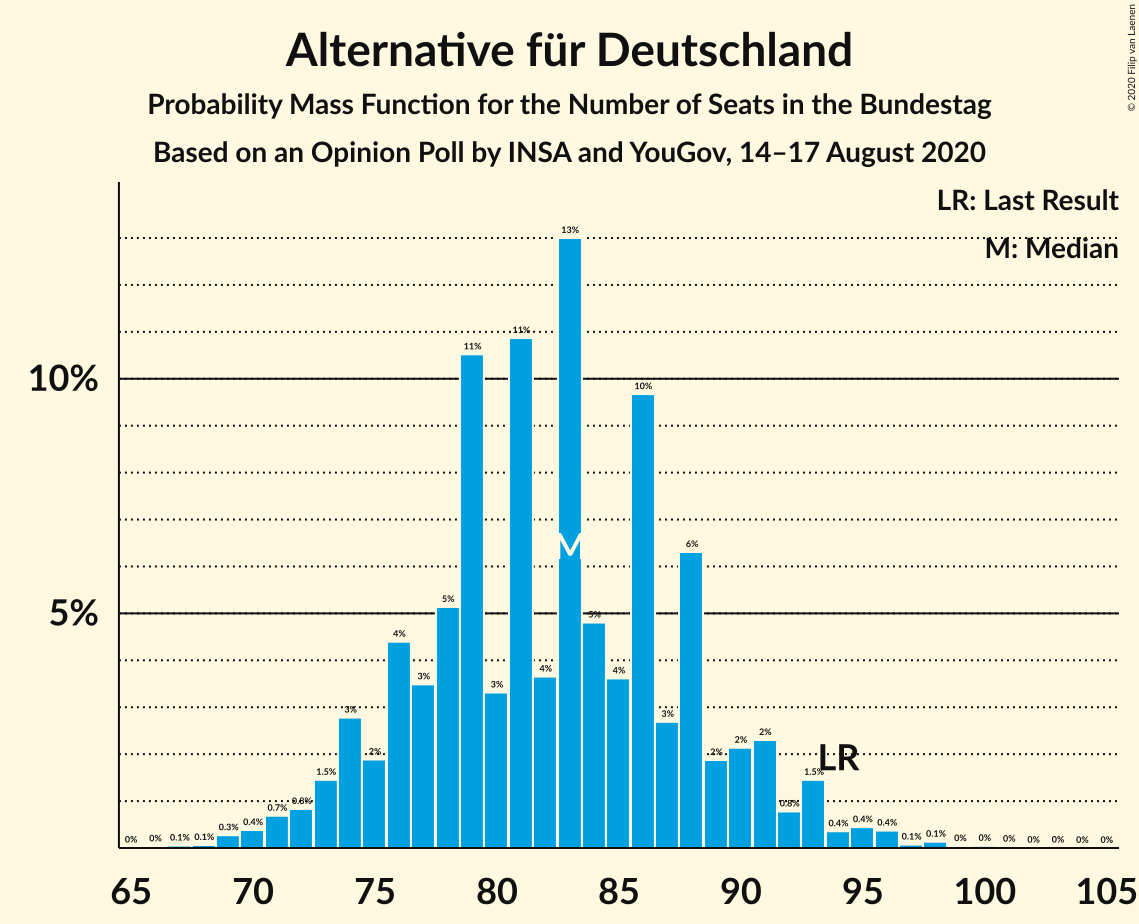 Alternative für Deutschland
Probability Mass Function for the Number of Seats in the Bundestag
Based on an Opinion Poll by INSA and YouGov, 14–17 August 2020
© 2020 Filip van Laenen
LR: Last Result
M: Median
10%
5%
0% 0% 0.1% 0.1% 0.3% 0.4% 0.7% 0.8% 1.5% 3% 2% 4% 3% 5% 11% 3% 11% 4% 13% 5% 4% 10% 3% 6% 2% 2% 2% 0.8% 1.5% 0.4% 0.4% 0.4% 0.1% 0.1% 0% 0% 0% 0% 0% 0% 0%
M
LR
65 70 75 80 85 90 95 100 105